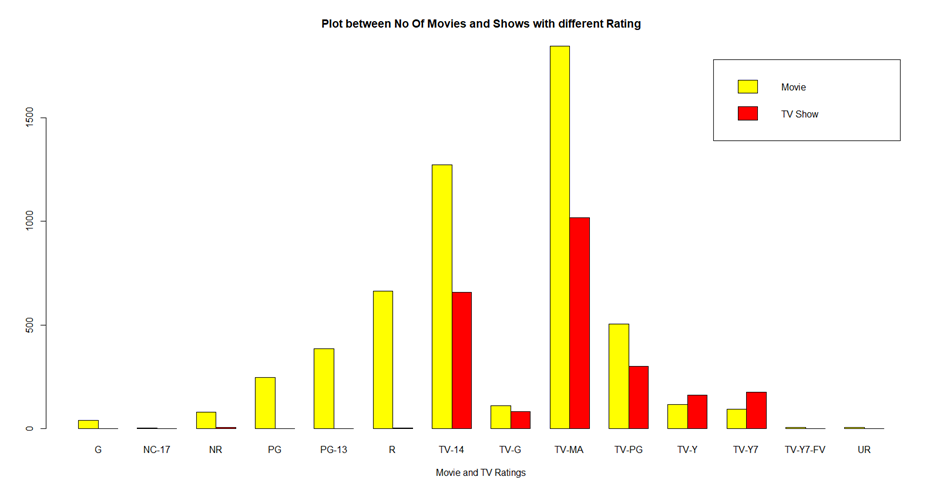 Plot between No Of Movies and Shows with different Rating
Movie
TV Show
1500
1000
500
0
G NC-17 NR PG PG-13 R TV-14 TV-G TV-MA TV-PG TV-Y TV-Y7 TV-Y7-FV UR
Movie and TV Ratings